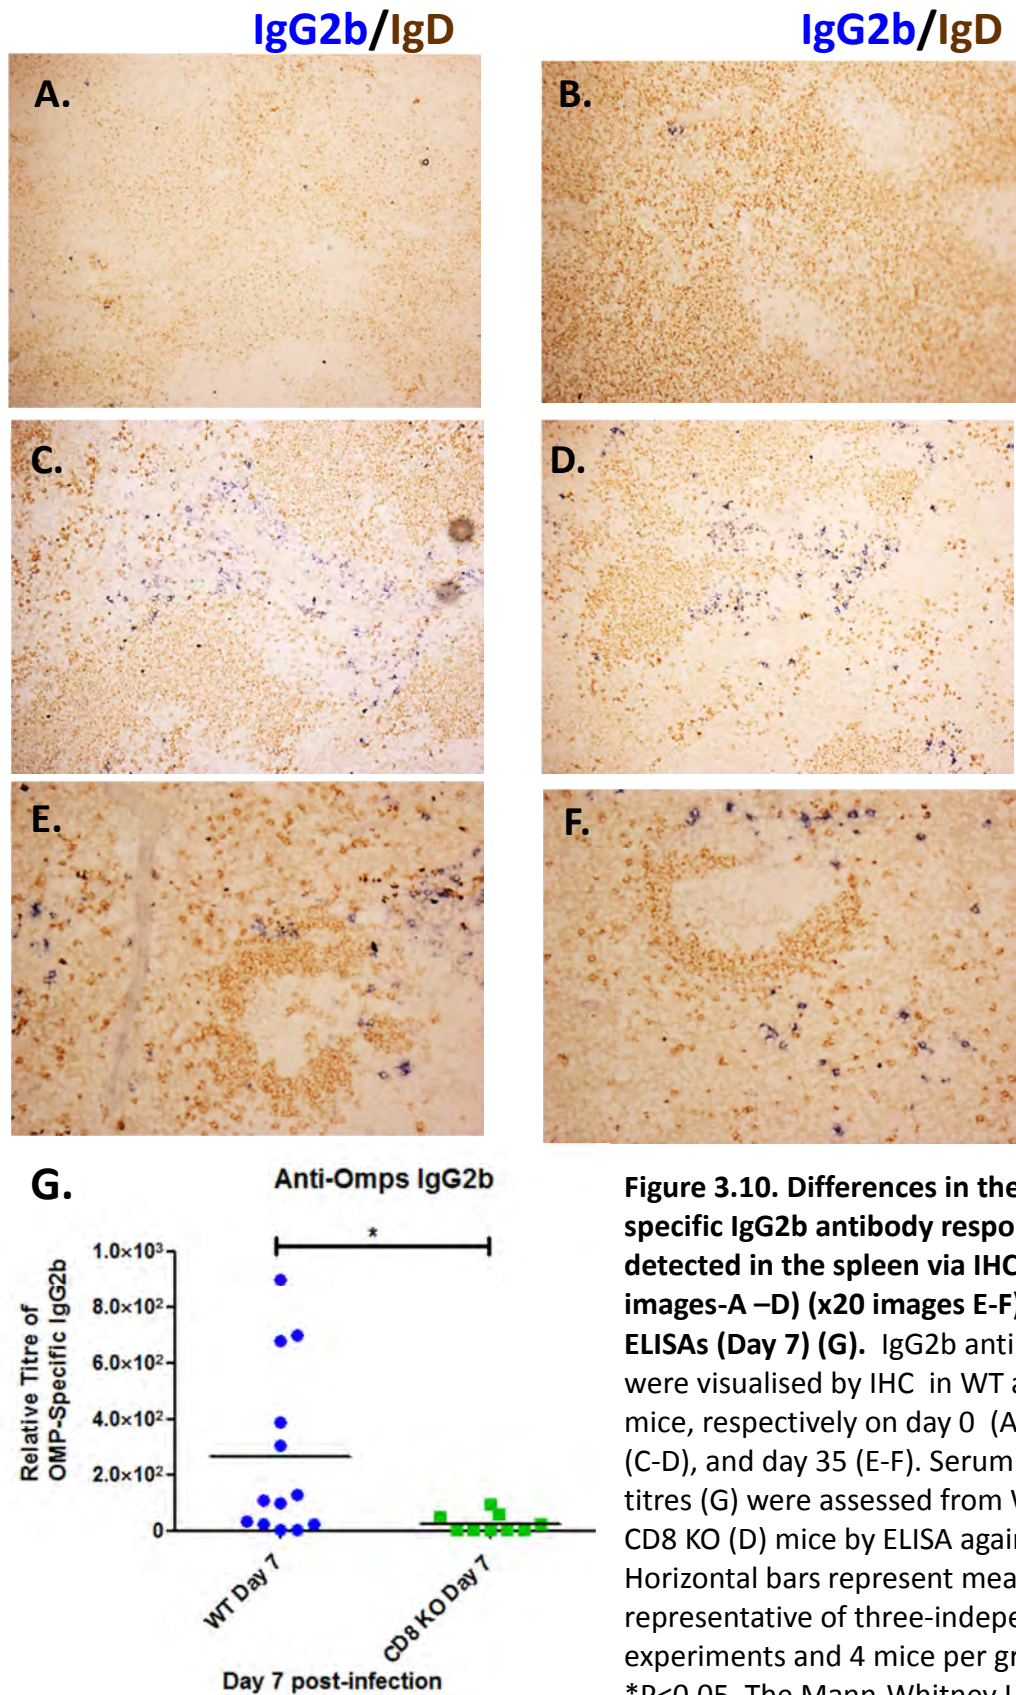 IgG2b/IgD
IgG2b/IgD
A.
B.
C.
D.
E.
F.
G.
Anti-Omps IgG2b
*
Relative Titre of
OMP-Specific IgG2b
1.0×10³
8.0×10²
6.0×10²
4.0×10²
2.0×10²
0
WT Day 7
CD8 KO Day 7
Day 7 post-infection
Figure 3.10. Differences in the
specific IgG2b antibody respo
detected in the spleen via IHC
images-A –D) (x20 images E-F)
ELISAs (Day 7) (G). IgG2b anti
were visualised by IHC in WT a
mice, respectively on day 0 (A
(C-D), and day 35 (E-F). Serum
titres (G) were assessed from
CD8 KO (D) mice by ELISA agai
Horizontal bars represent mea
representative of three-indepe
experiments and 4 mice per gr
*P<0.05. The Mann-Whitney